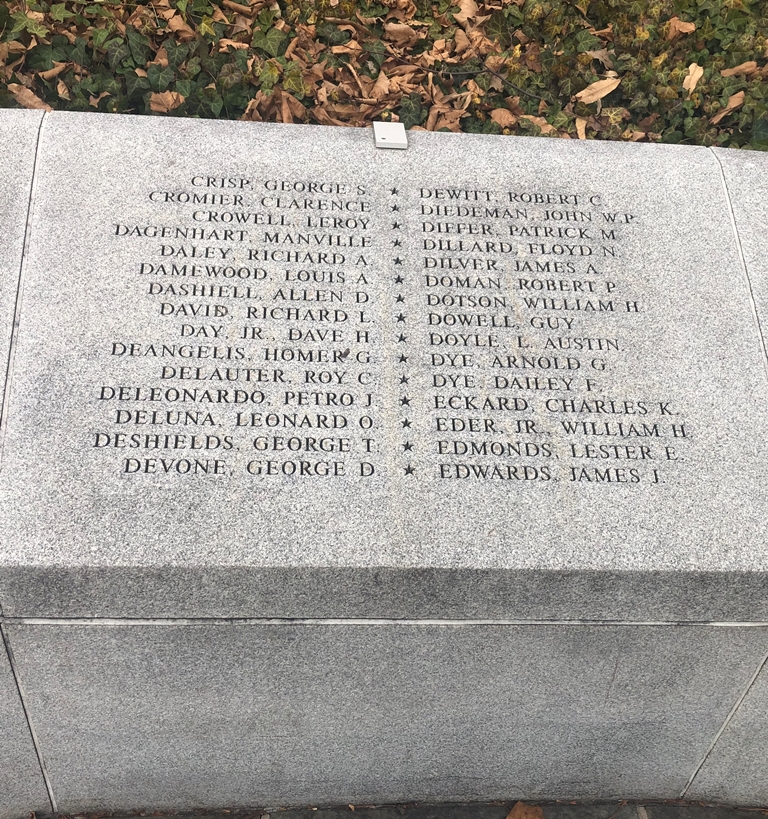 CRISP, GEORGE S. ★ DEWITT, ROBERT C.
CROMIER, CLARENCE ★ DIEDEMAN, JOHN W.P.
CROWELL, LEROY ★ DIFFER, PATRICK M.
DAGENHART, MANVILLE ★ DILLARD, FLOYD N.
DALEY, RICHARD A. ★ DILVER, JAMES A.
DAMEWOOD, LOUIS A. ★ DOMAN, ROBERT P.
DASHIELL, ALLEN D. ★ DOTSON, WILLIAM H.
DAVID, RICHARD L. ★ DOWELL, GUY
DAY, JR., DAVE H. ★ DOYLE, L. AUSTIN
DEANGELIS, HOMER G. ★ DYE, ARNOLD G.
DELAUTER, ROY C. ★ DYE, DAILEY F.
DELEONARDO, PETRO J. ★ ECKARD, CHARLES K.
DELUNA, LEONARD O. ★ EDER, JR., WILLIAM H.
DESHIELDS, GEORGE T. ★ EDMONDS, LESTER E.
DEVONE, GEORGE D. ★ EDWARDS, JAMES J.